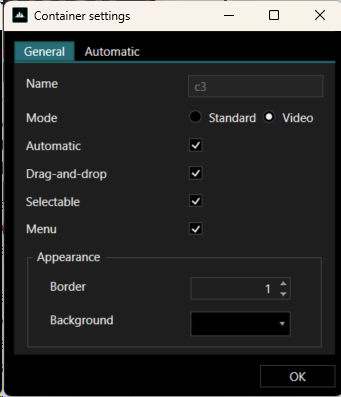 Container settings
General Automatic
Name c3
Mode Standard Video
Automatic
Drag-and-drop
Selectable
Menu
Appearance
Border 1
Background
OK